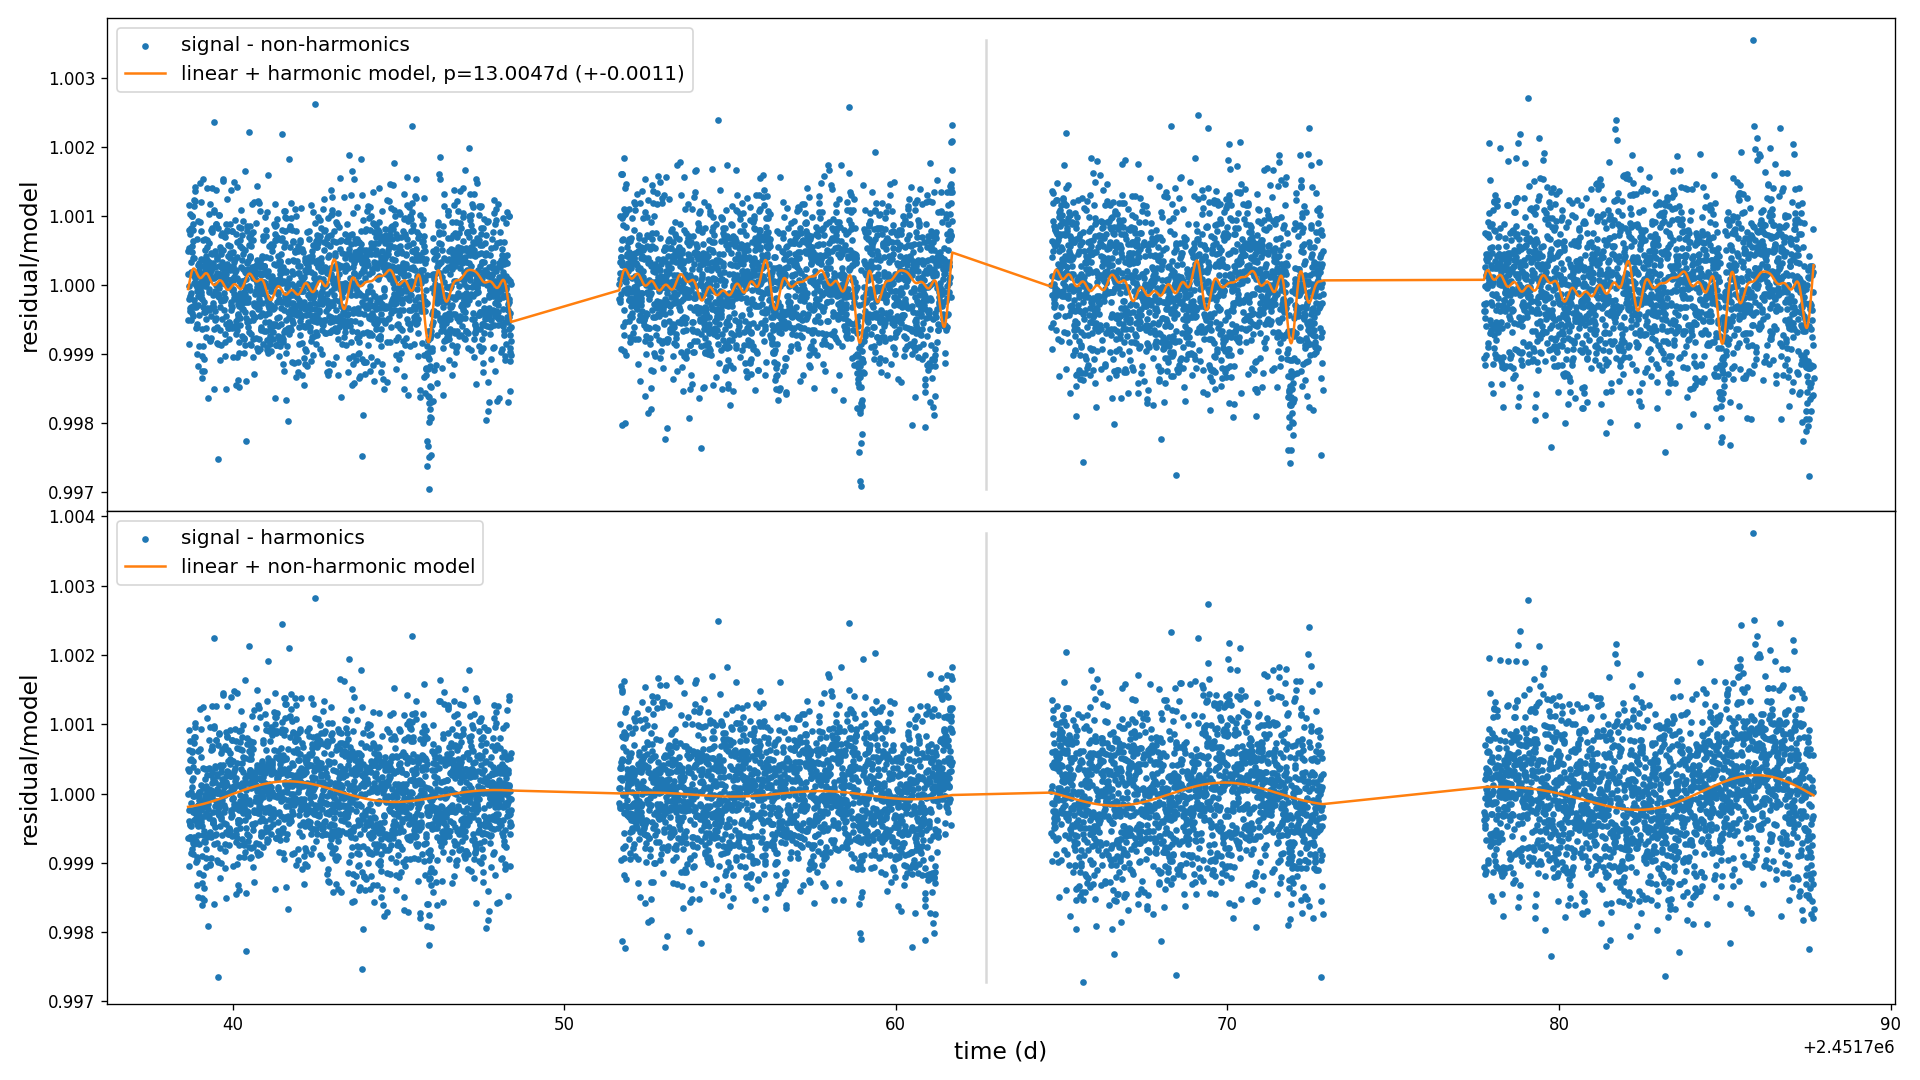 signal - non-harmonics
linear + harmonic model, p=13.0047d (+-0.0011)
residual/model
1.003
1.002
1.001
1.000
0.999
0.998
0.997
signal - harmonics
linear + non-harmonic model
residual/model
1.004
1.003
1.002
1.001
1.000
0.999
0.998
0.997
40 50 60 70 80 90
time (d)
+2.4517e6